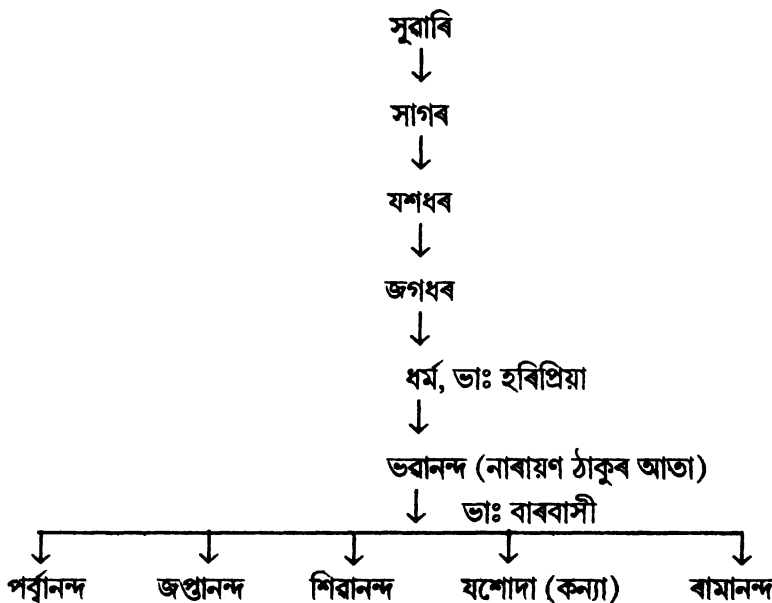 সুৱাৰি
সাগৰ
যশধৰ
জগধৰ
ধৰ্ম, ভাঃ হৰিপ্ৰিয়া
ভৱানন্দ (নাৰায়ণ ঠাকুৰ আতা)
ভাঃ বাৰবাসী
পৰ্ব্বানন্দ জপ্তানন্দ শিৱানন্দ যশোদা (কন্যা) ৰামানন্দ